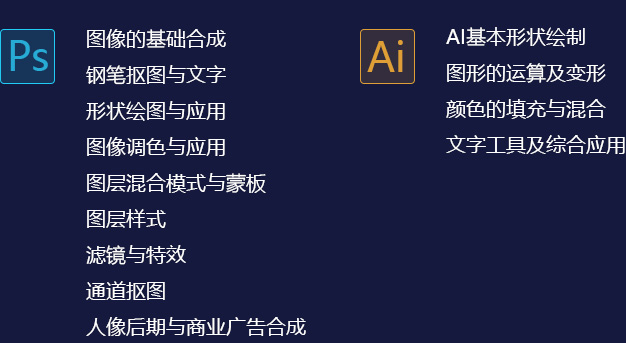 Ps
图像的基础合成
钢笔抠图与文字
形状绘图与应用
图像调色与应用
图层混合模式与蒙板
图层样式
滤镜与特效
通道抠图
人像后期与商业广告合成
Ai
AI基本形状绘制
图形的运算及变形
颜色的填充与混合
文字工具及综合应用